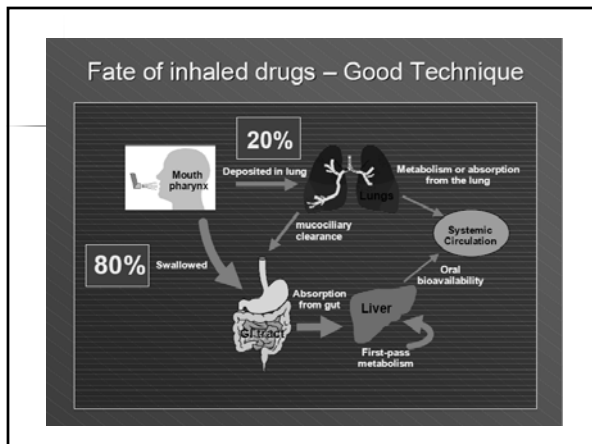 Fate of inhaled drugs – Good Technique
20%
Mouth
pharynx
Deposited in lung
Lungs
Metabolism or absorption
from the lung
mucociliary
clearance
Systemic
Circulation
80%
Swallowed
Oral
bioavailability
Absorption
from gut
GI tract
Liver
First-pass
metabolism